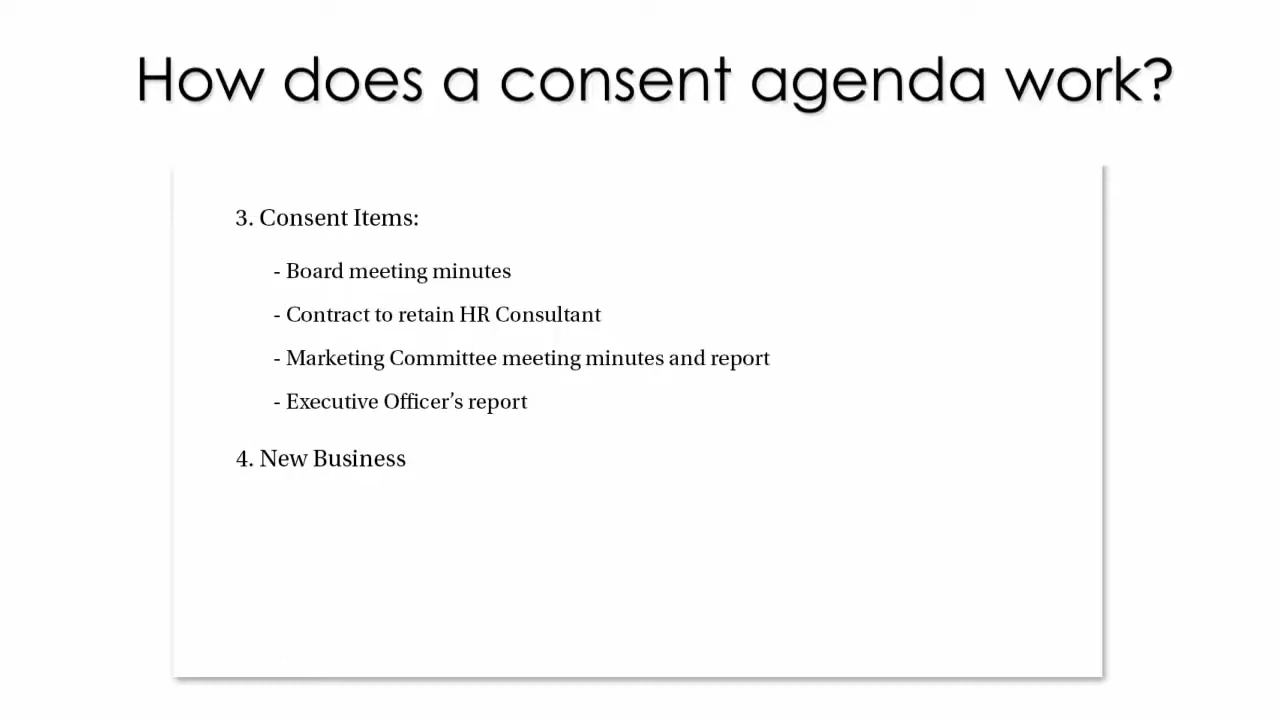 How does a consent agenda work?
3. Consent Items:
- Board meeting minutes
- Contract to retain HR Consultant
- Marketing Committee meeting minutes and report
- Executive Officer’s report
4. New Business